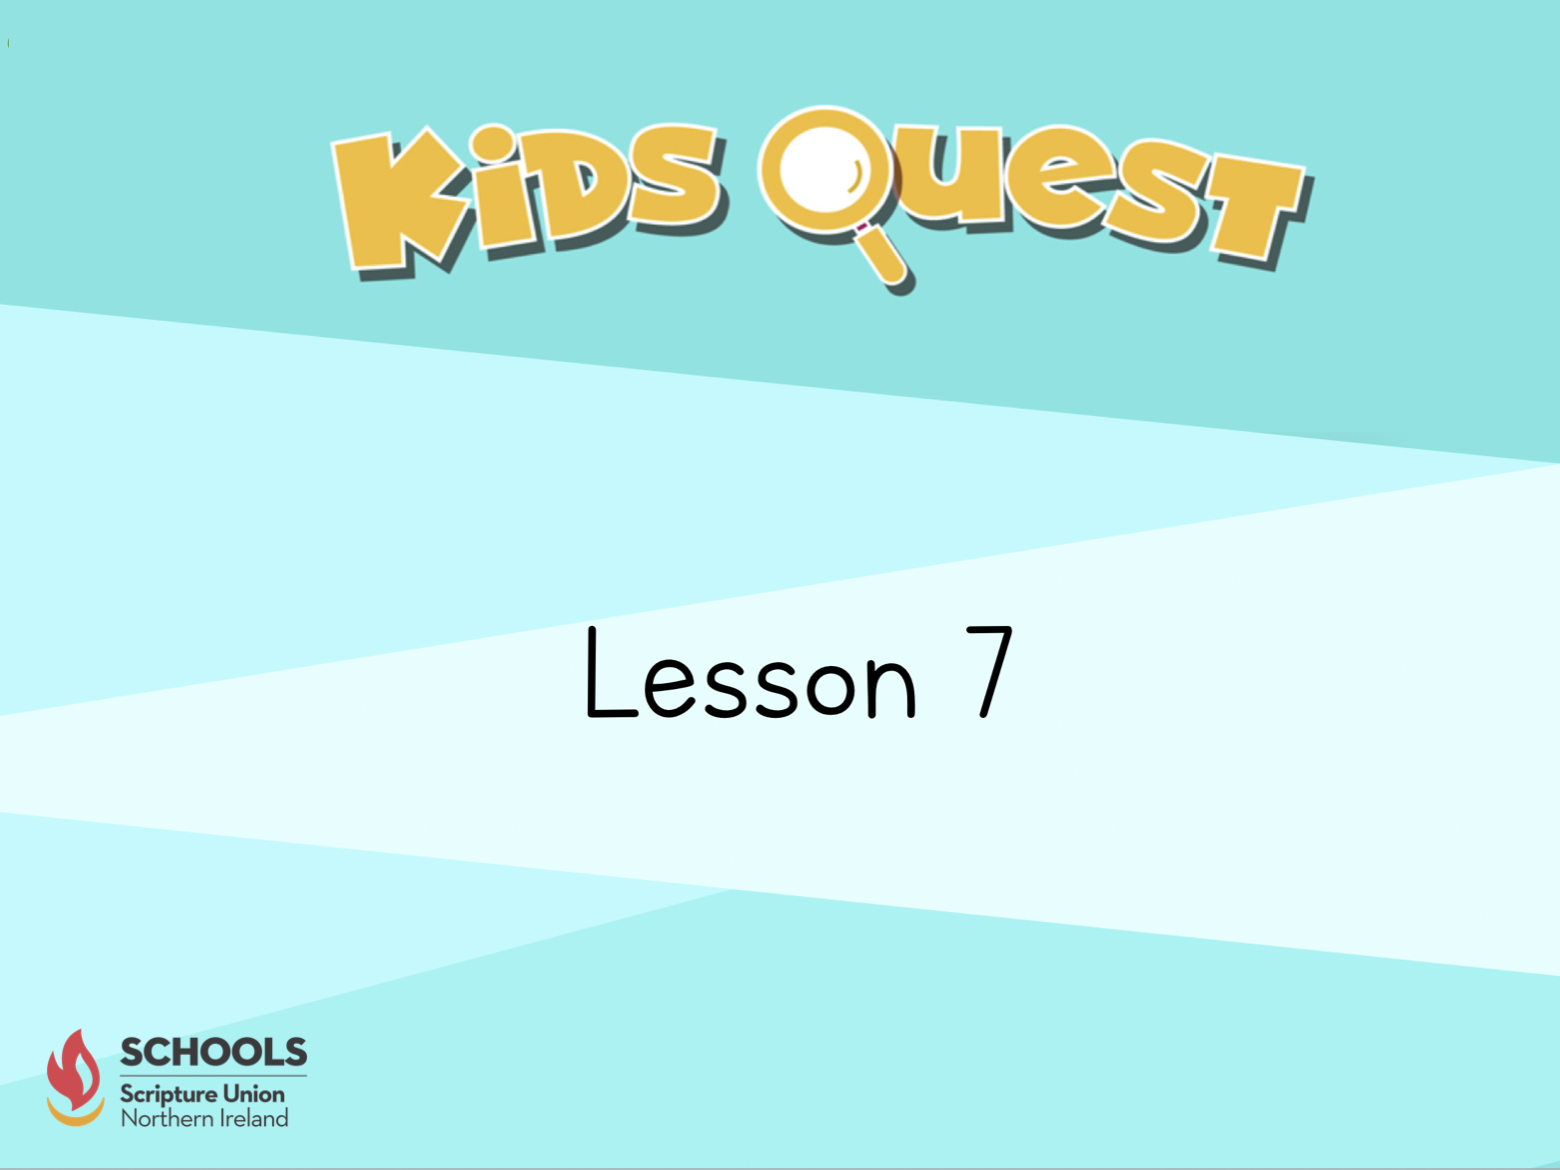 KiDS QUEST
Lesson 7
SCHOOLS
Scripture Union
Northern Ireland